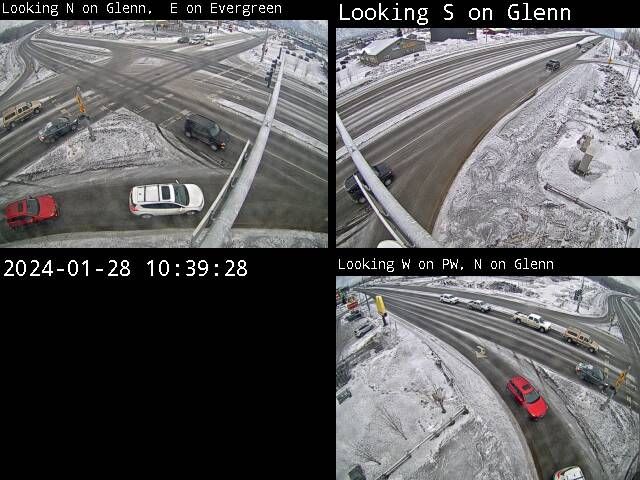 Looking N on Glenn,  E on Evergreen
Looking S on Glenn
2024-01-28 10:39:28
Looking W on PW, N on Glenn